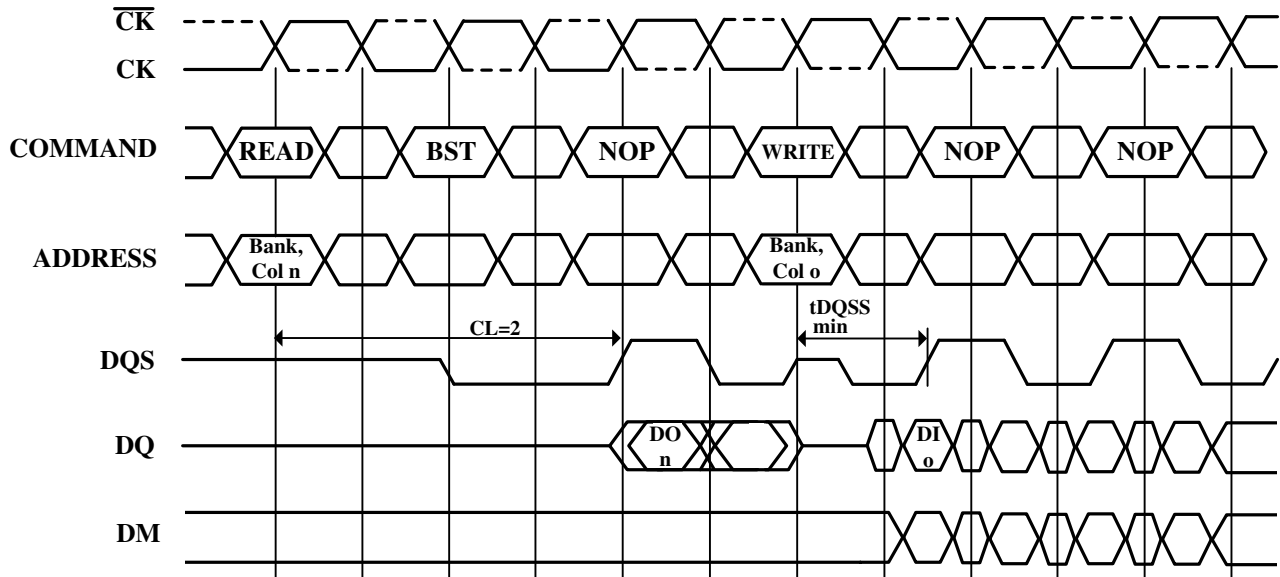 CK
CK
COMMAND
READ
BST
NOP
WRITE
NOP
NOP
ADDRESS
Bank,
Col n
Bank,
Col o
CL=2
tDQSS
min
DQS
DQ
DO
n
DI
o
DM